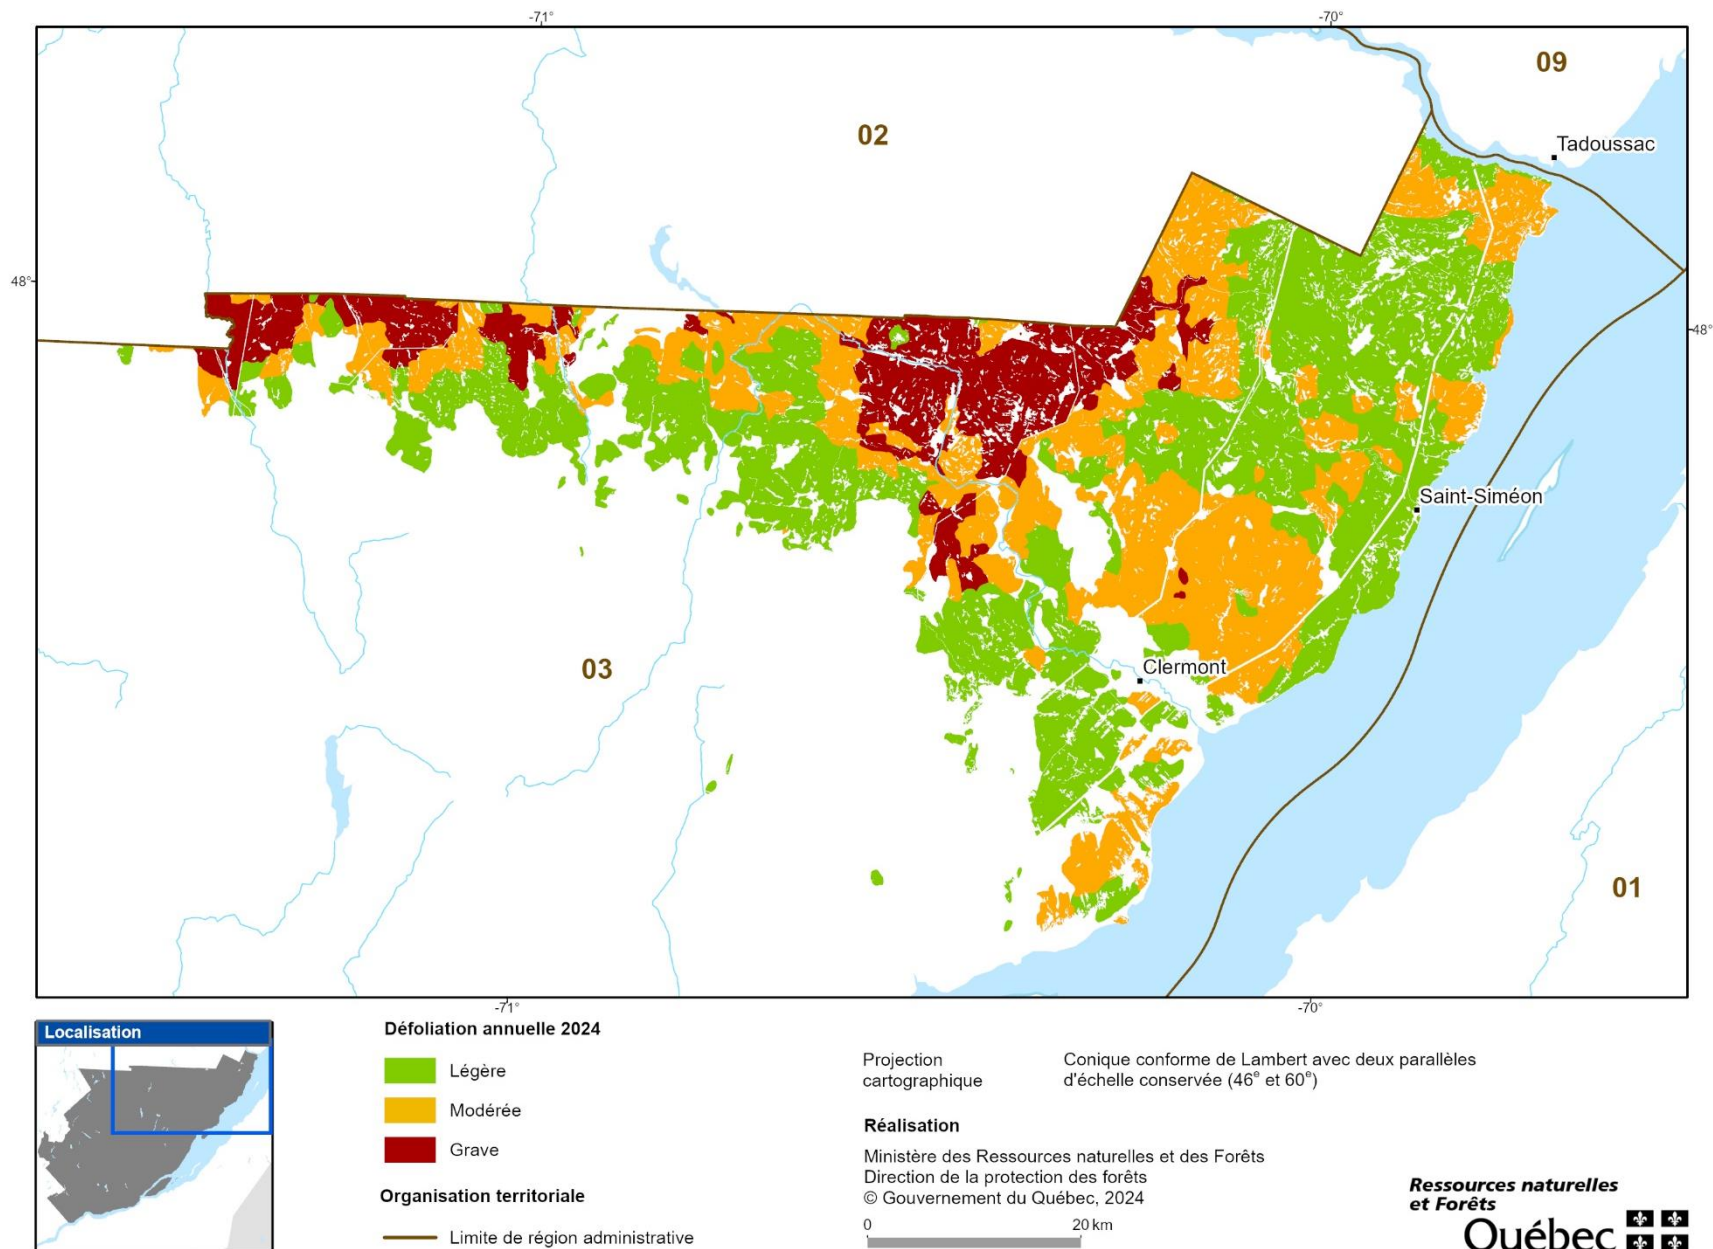 -71°
-70°
09
02
Tadoussac
48°
48°
Saint-Siméon
Clermont
03
01
-71°
-70°
Localisation
Défoliation annuelle 2024
Légère
Modérée
Grave
Organisation territoriale
Limite de région administrative
Projection
cartographique
Conique conforme de Lambert avec deux parallèles
d'échelle conservée (46e et 60e)
Réalisation
Ministère des Ressources naturelles et des Forêts
Direction de la protection des forêts
© Gouvernement du Québec, 2024
0 20 km
Ressources naturelles
et Forêts
Québec